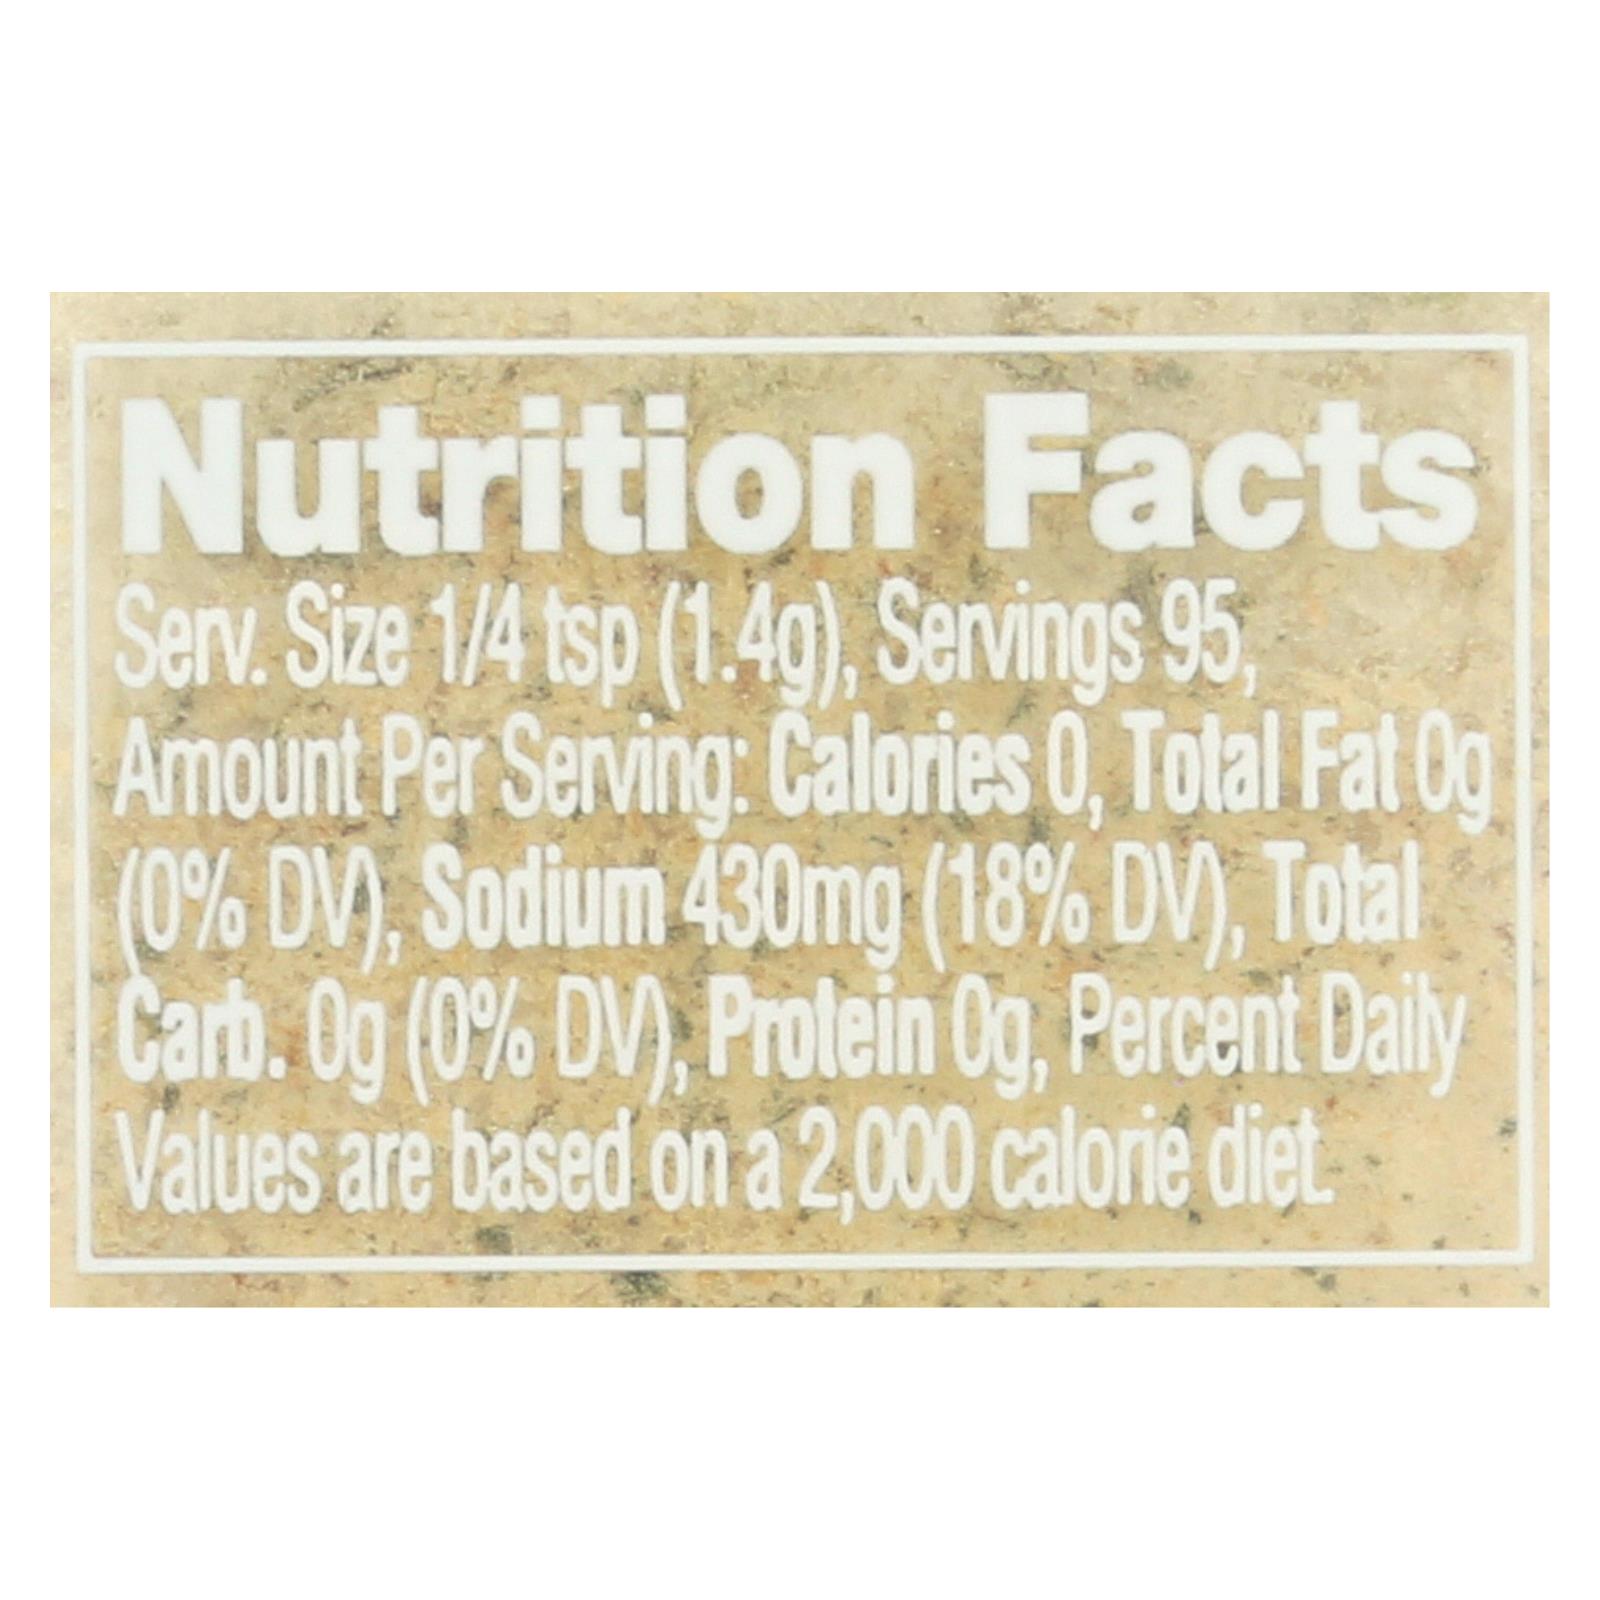 Nutrition Facts
Serv. Size 1/4 tsp (1.4g), Servings 95,
Amount Per Serving: Calories 0, Total Fat 0g
(0% DV), Sodium 430mg (18% DV), Total
Carb. 0g (0% DV), Protein 0g, Percent Daily
Values are based on a 2,000 calorie diet.